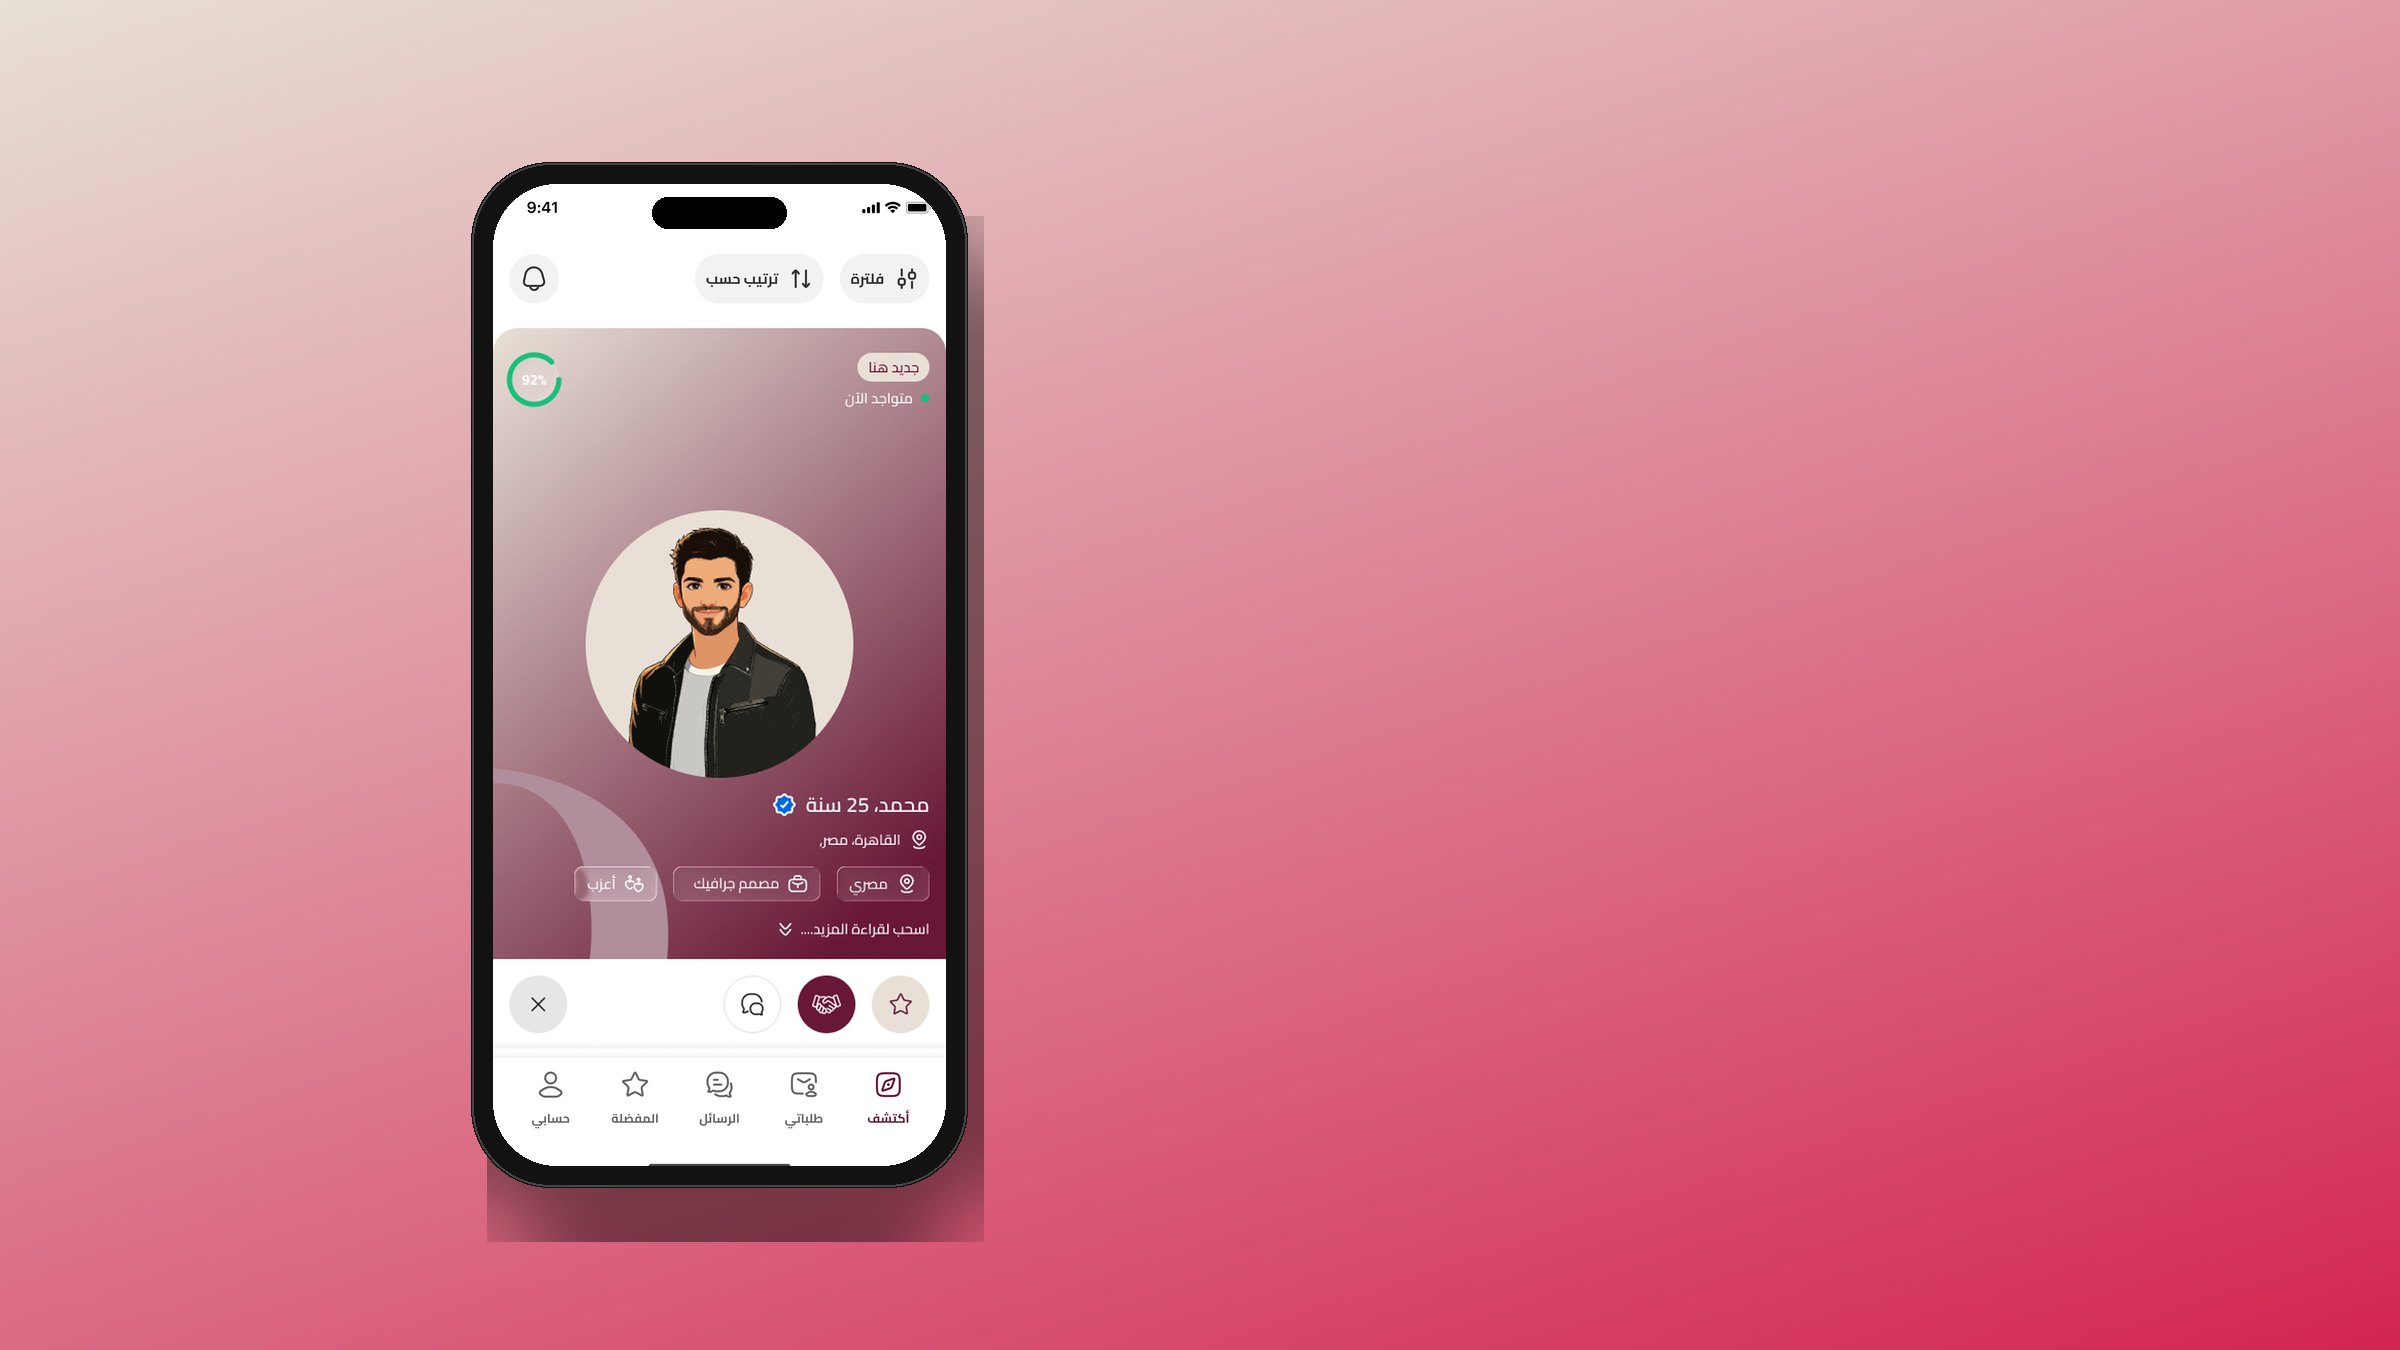 9:41
فلترة
ترتيب حسب
جديد هنا
92%
متواجد الآن
محمد، 25 سنة
القاهرة، مصر,
مصري
مصمم جرافيك
أعزب
اسحب لقراءة المزيد....
أكتشف
طلباتي
الرسائل
المفضلة
حسابي